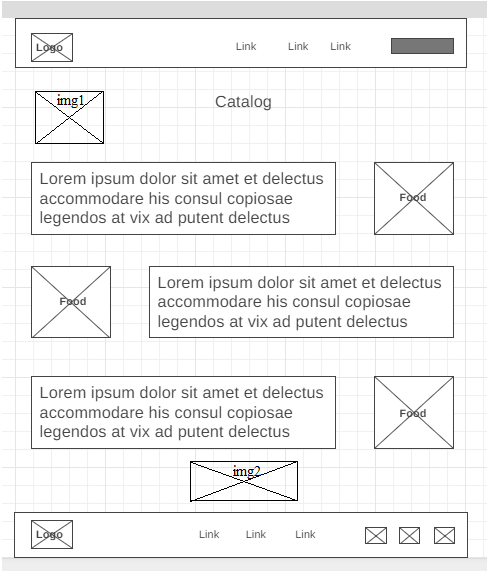 Logo
Link Link Link
img1
Catalog
Lorem ipsum dolor sit amet et delectus
accommodare his consul copiosae
legendos at vix ad putent delectus
Food
Food
Lorem ipsum dolor sit amet et delectus
accommodare his consul copiosae
legendos at vix ad putent delectus
Lorem ipsum dolor sit amet et delectus
accommodare his consul copiosae
legendos at vix ad putent delectus
Food
img2
Logo
Link Link Link